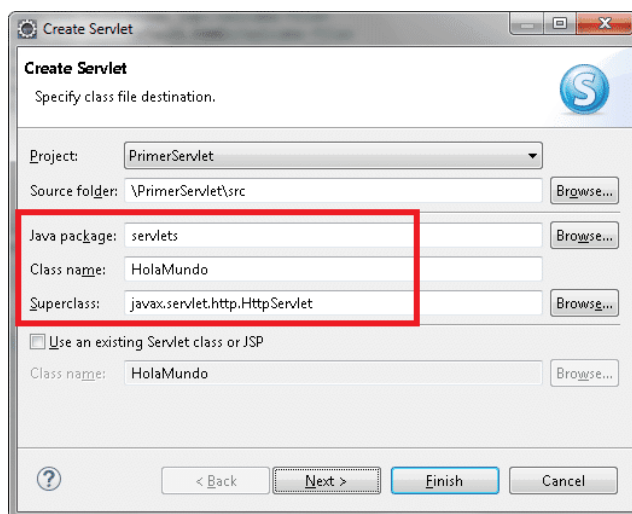 Create Servlet
Create Servlet
Specify class file destination.
S
Project: PrimerServlet
Source folder: \PrimerServlet\src Browse...
Java package: servlets Browse...
Class name: HolaMundo
Superclass: javax.servlet.http.HttpServlet Browse...
Use an existing Servlet class or JSP
Class name: HolaMundo Browse...
? < Back Next > Finish Cancel